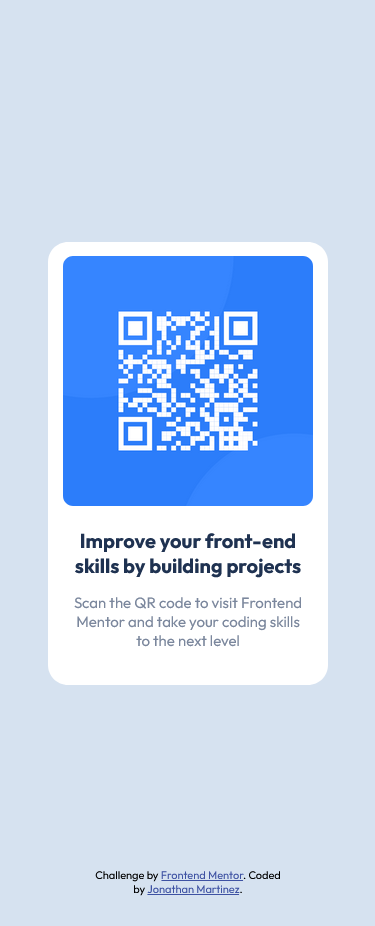 Improve your front-end
skills by building projects
Scan the QR code to visit Frontend
Mentor and take your coding skills
to the next level
Challenge by Frontend Mentor. Coded
by Jonathan Martinez.